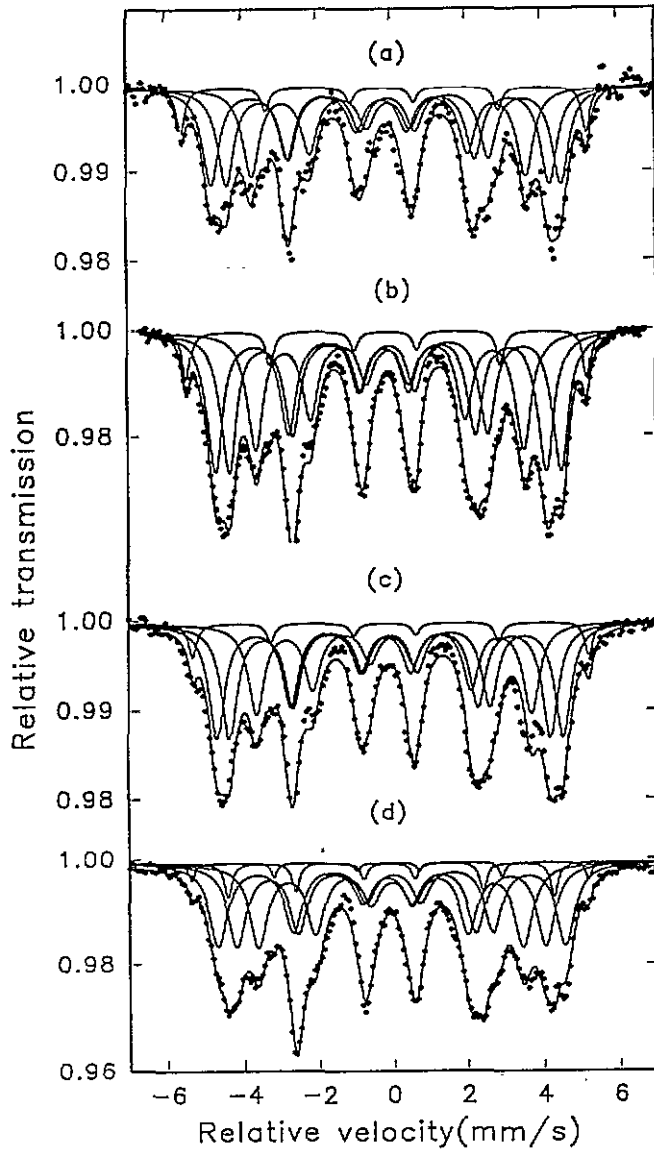 (a)
1.00
0.99
0.98
(b)
1.00
0.98
(c)
1.00
0.99
0.98
(d)
1.00
0.98
0.96
-6 -4 -2 0 2 4 6
Relative velocity(mm/s)
Relative transmission